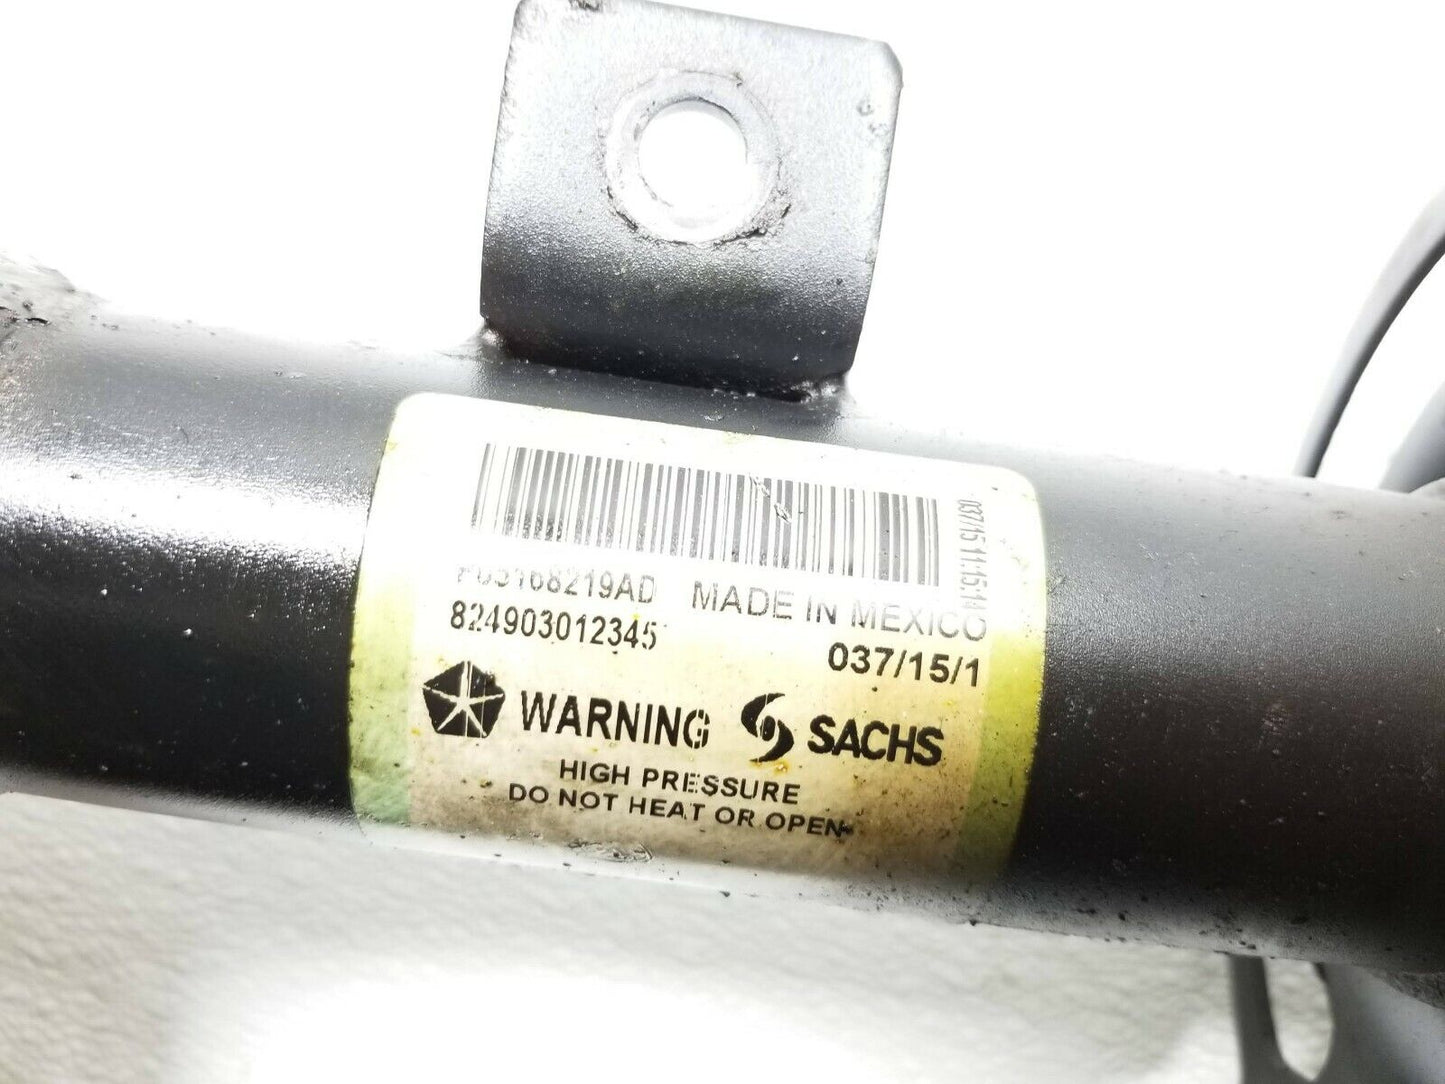 P05168219AD MADE IN MEXICO
824903012345
037/15/1
037/15 11:15:14
WARNING SACHS
HIGH PRESSURE
DO NOT HEAT OR OPEN